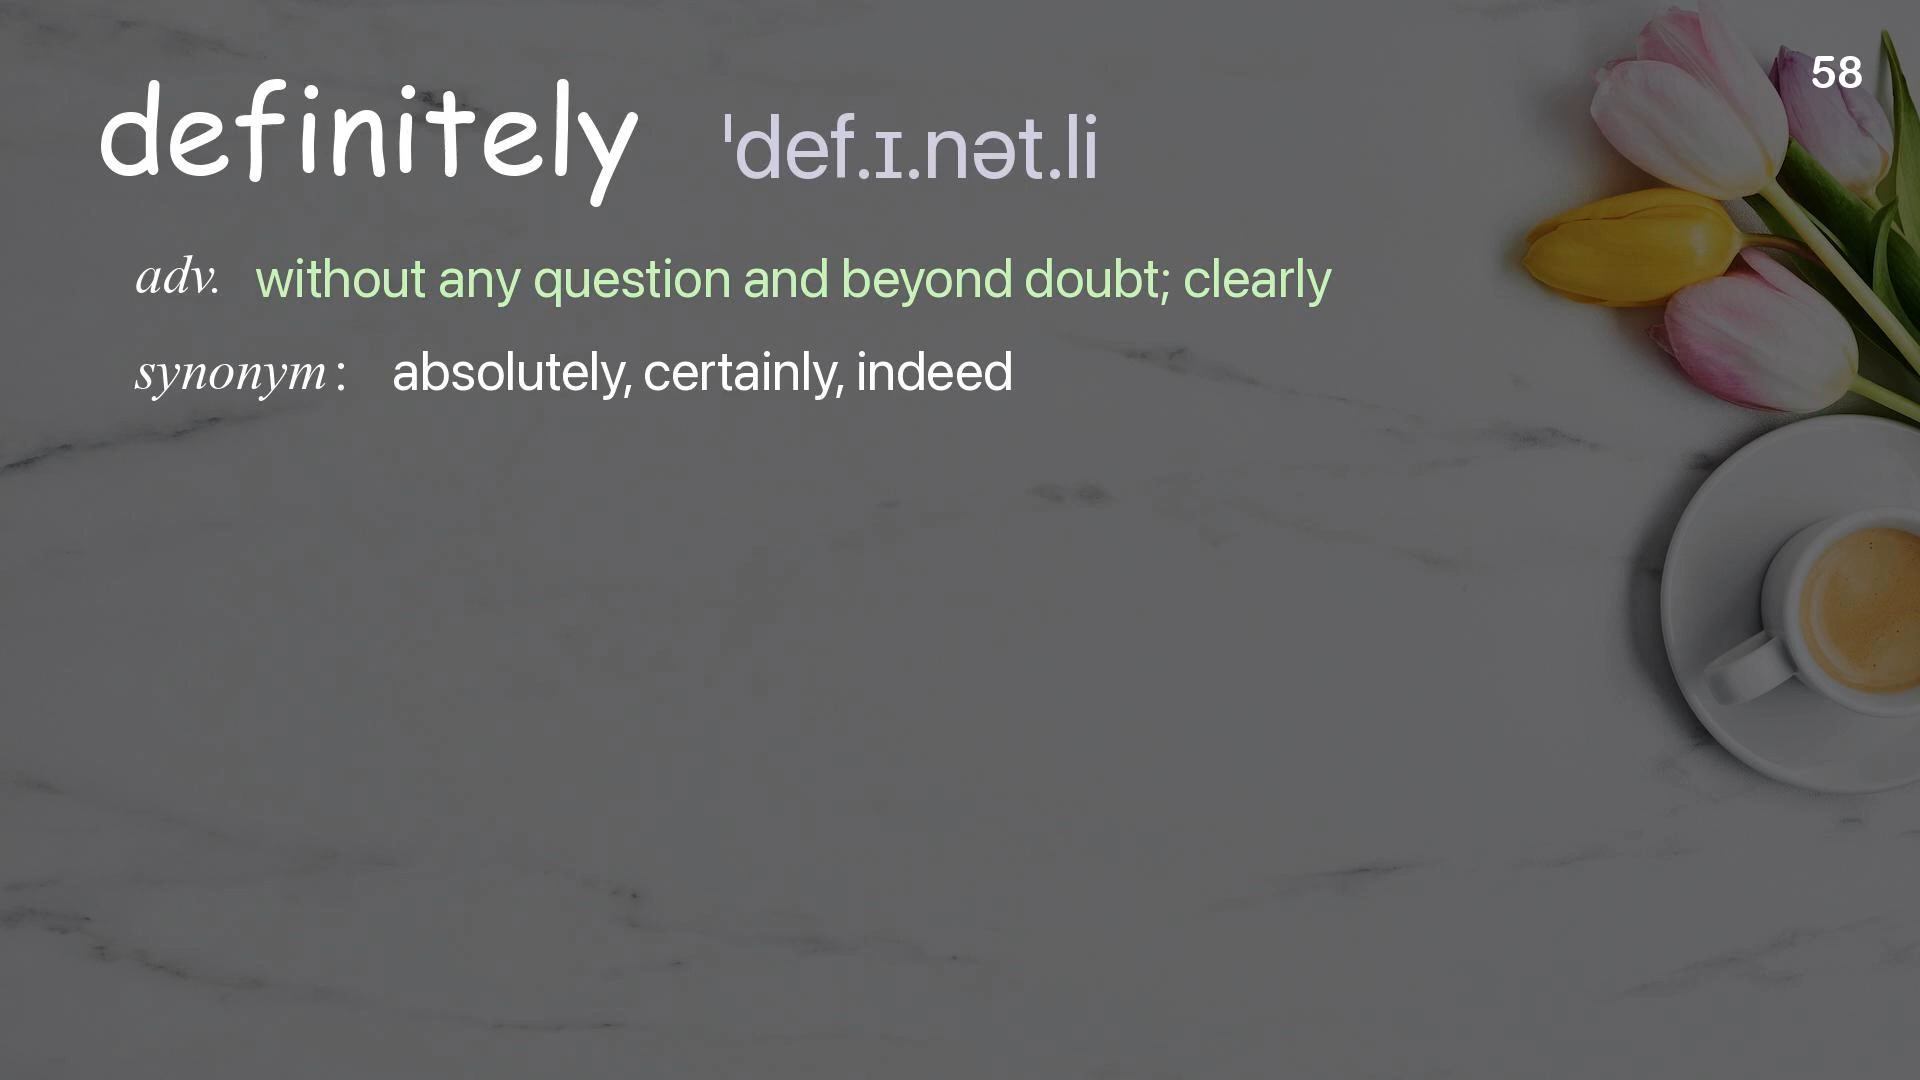 58
definitely ˈdef.ɪ.nət.li
adv. without any question and beyond doubt; clearly
synonym : absolutely, certainly, indeed